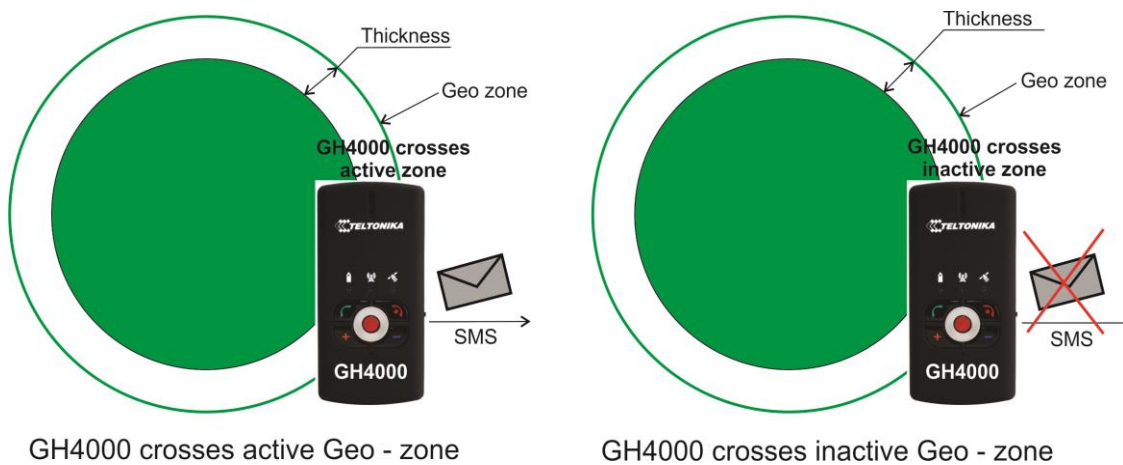 Thickness
Geo zone
GH4000 crosses
active zone
TELTONIKA
SMS
GH4000
GH4000 crosses active Geo - zone
Thickness
Geo zone
GH4000 crosses
inactive zone
TELTONIKA
SMS
GH4000
GH4000 crosses inactive Geo - zone